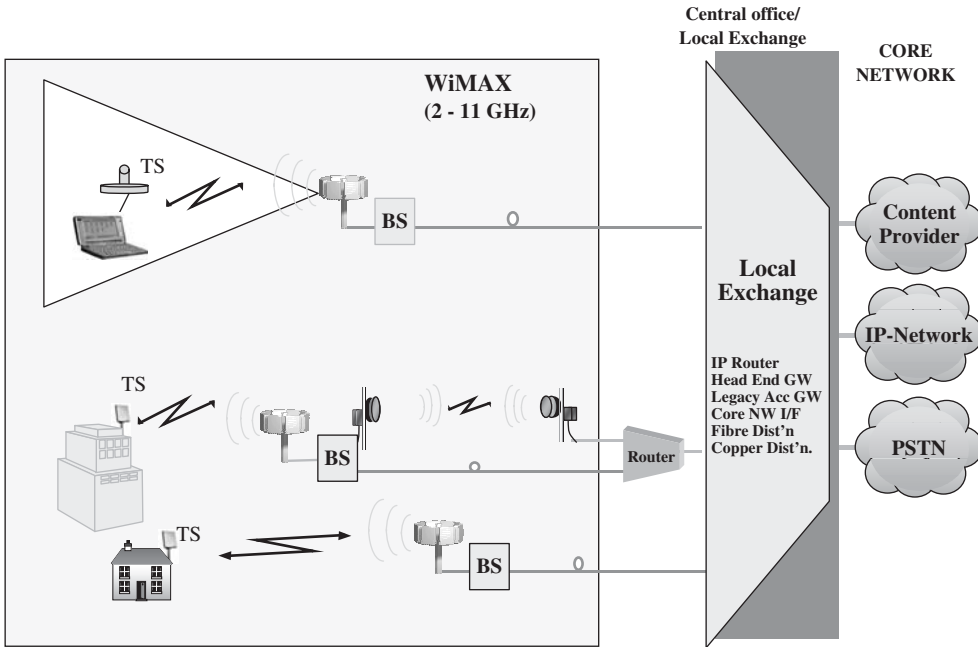 Central office/
Local Exchange
CORE
NETWORK
WiMAX
(2 - 11 GHz)
TS
BS
Content
Provider
Local
Exchange
IP-Network
IP Router
Head End GW
Legacy Acc GW
Core NW I/F
Fibre Dist'n
Copper Dist'n.
TS
BS
Router
PSTN
TS
BS